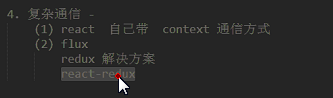 4. 复杂通信 -
(1) react 自己带 context 通信方式
(2) flux
redux 解决方案
react-redux